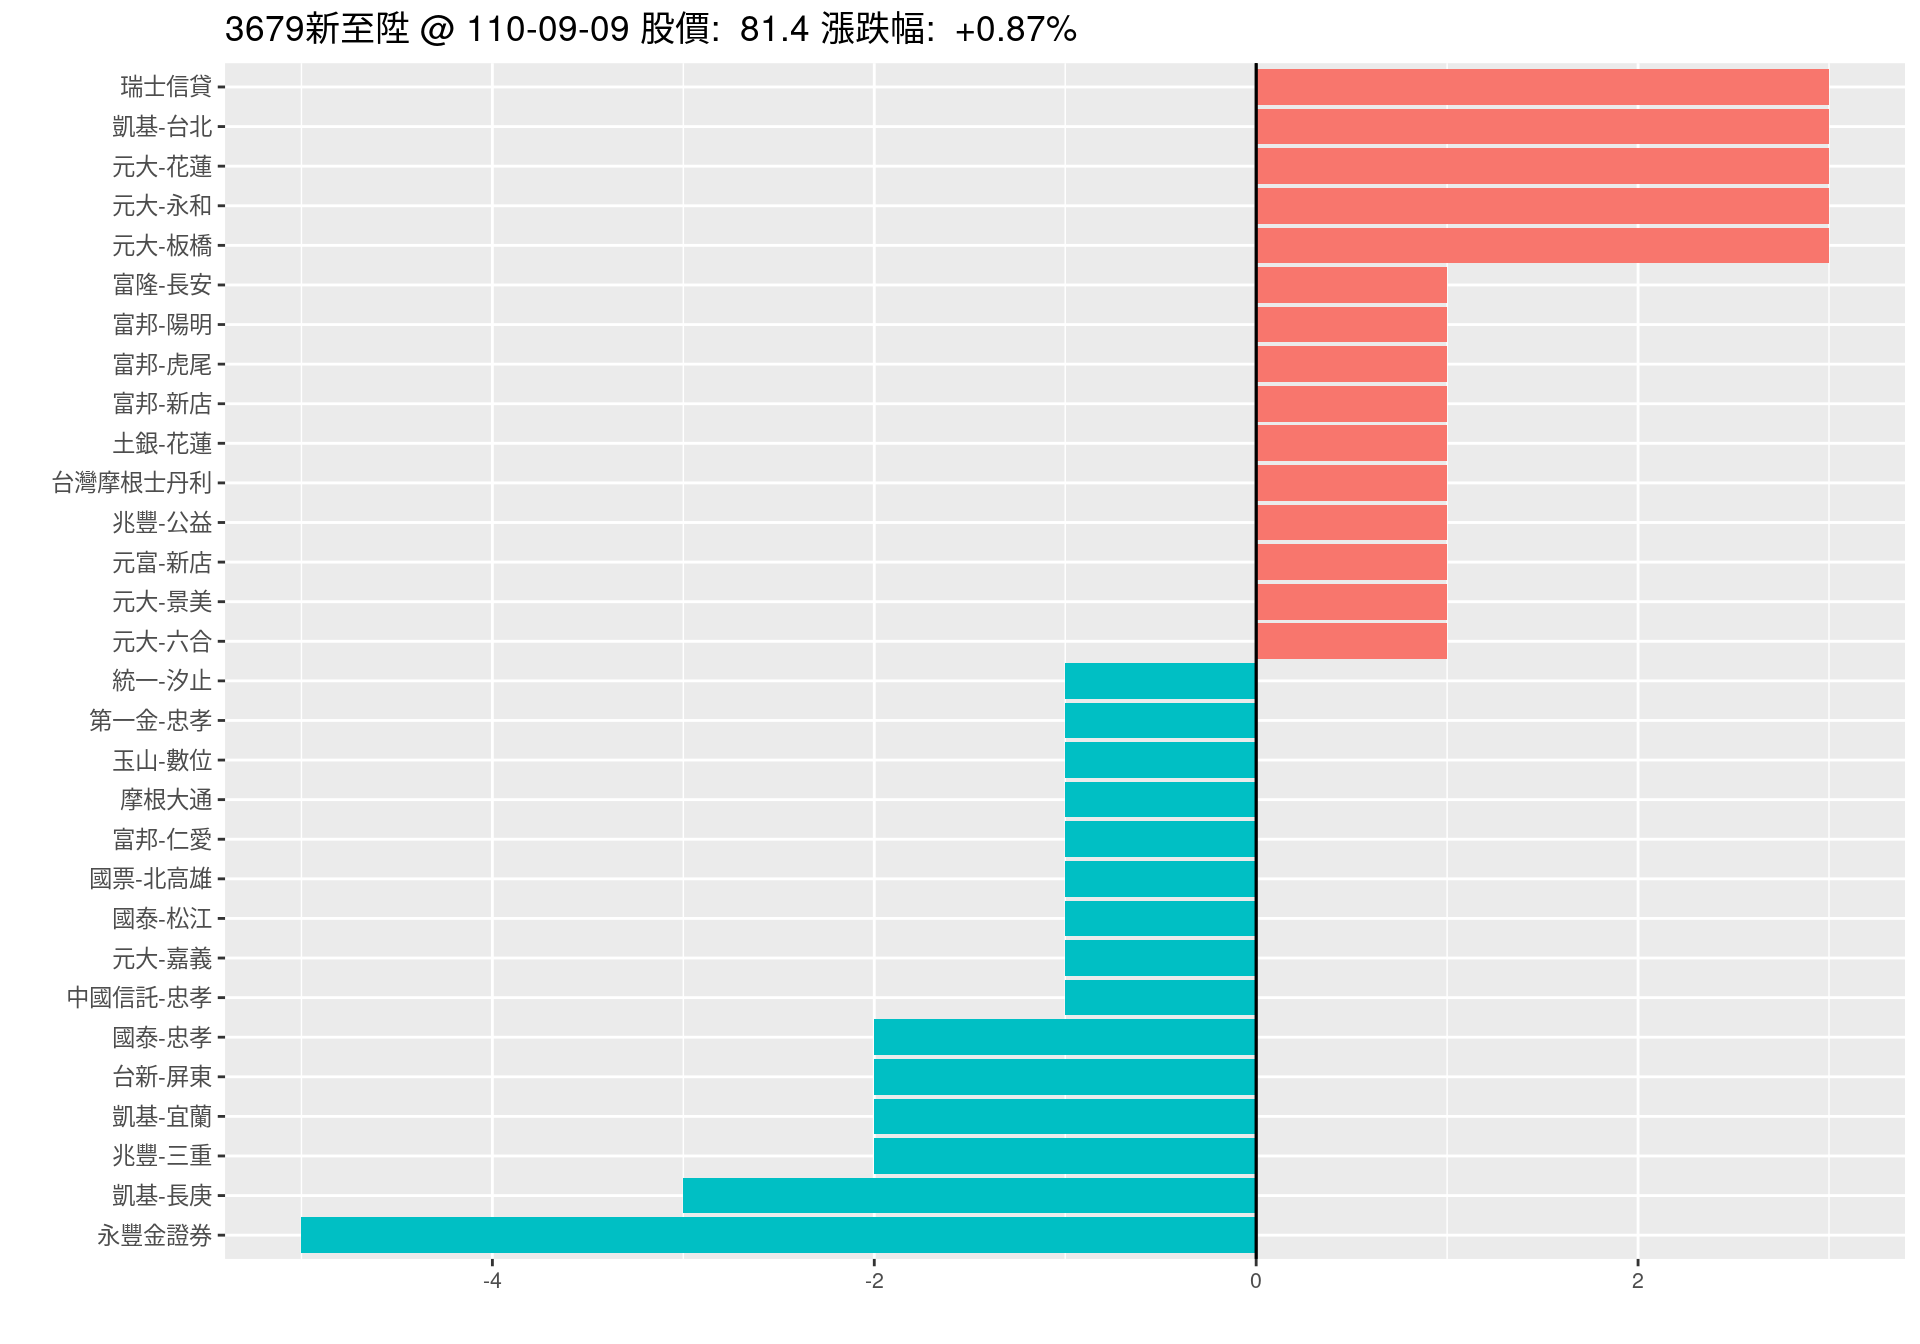 3679新至陞 @ 110-09-09 股價: 81.4 漲跌幅: +0.87%
瑞士信貸
凱基-台北
元大-花蓮
元大-永和
元大-板橋
富隆-長安
富邦-陽明
富邦-虎尾
富邦-新店
土銀-花蓮
台灣摩根士丹利
兆豐-公益
元富-新店
元大-景美
元大-六合
統一-汐止
第一金-忠孝
玉山-數位
摩根大通
富邦-仁愛
國票-北高雄
國泰-松江
元大-嘉義
中國信託-忠孝
國泰-忠孝
台新-屏東
凱基-宜蘭
兆豐-三重
凱基-長庚
永豐金證券
-4 -2 0 2